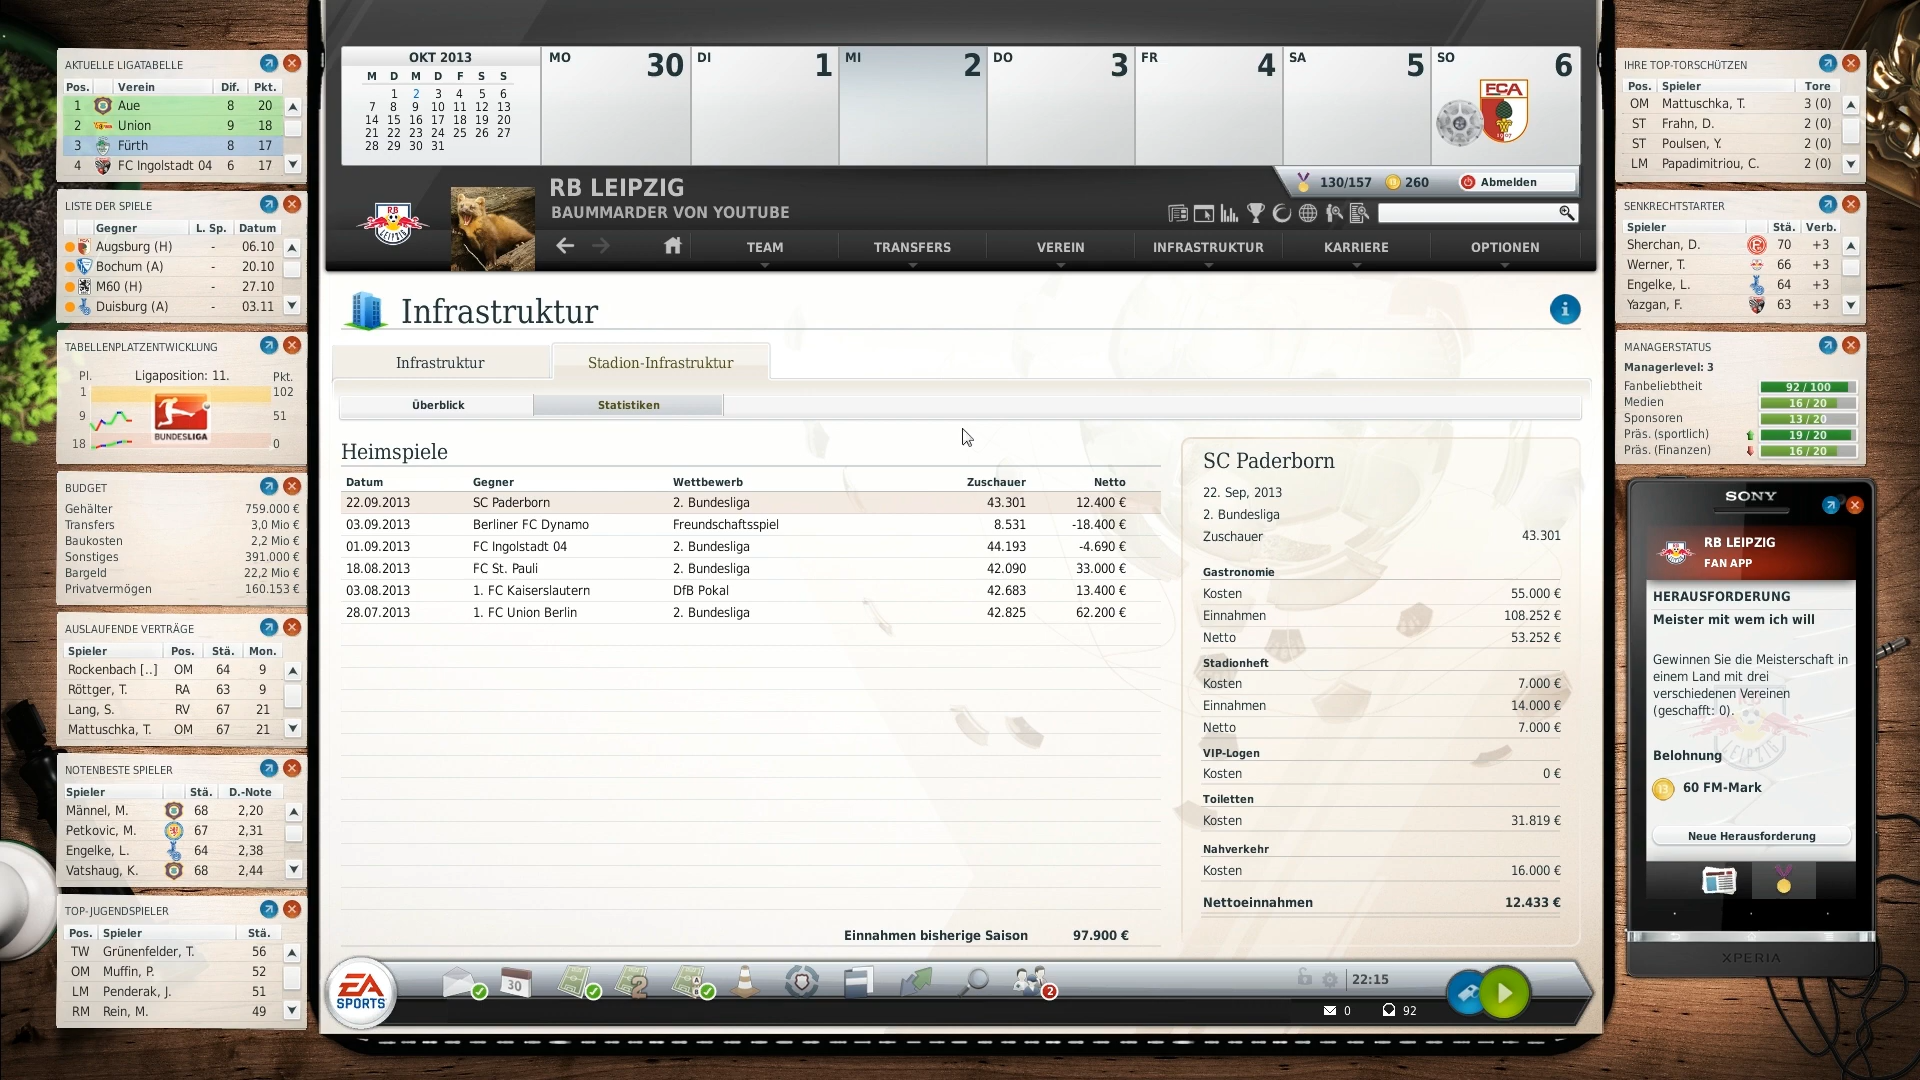 AKTUELLE LIGATABELLE
Pos. Verein Dif. Pkt.
1 Aue 8 20
2 Union 9 18
3 Fürth 8 17
4 FC Ingolstadt 04 6 17
LISTE DER SPIELE
Gegner L. Sp. Datum
Augsburg (H) - 06.10
Bochum (A) - 20.10
M60 (H) - 27.10
Duisburg (A) - 03.11
TABELLENPLATZENTWICKLUNG
Pl. Ligaposition: 11. Pkt.
1 102
9 51
18 0
BUNDESLIGA
BUDGET
Gehälter 759.000 €
Transfers 3,0 Mio €
Baukosten 2,2 Mio €
Sonstiges 391.000 €
Bargeld 22,2 Mio €
Privatvermögen 160.153 €
AUSLAUFENDE VERTRÄGE
Spieler Pos. Stä. Mon.
Rockenbach [..] OM 64 9
Röttger, T. RA 63 9
Lang, S. RV 67 21
Mattuschka, T. OM 67 21
NOTENBESTE SPIELER
Spieler Stä. D.-Note
Männel, M. 68 2,20
Petkovic, M. 67 2,31
Engelke, L. 64 2,38
Vatshaug, K. 68 2,44
TOP-JUGENDSPIELER
Pos. Spieler Stä.
TW Grünenfelder, T. 56
OM Muffin, P. 52
LM Penderak, J. 51
RM Rein, M. 49
OKT 2013
M D M D F S S
1 2 3 4 5 6
7 8 9 10 11 12 13
14 15 16 17 18 19 20
21 22 23 24 25 26 27
28 29 30 31
MO 30 DI 1 MI 2 DO 3 FR 4 SA 5 SO 6
FCA
1907
130/157 260 Abmelden
RB LEIPZIG
BAUMMARDER VON YOUTUBE
RB
LEIPZIG
TEAM TRANSFERS VEREIN INFRASTRUKTUR KARRIERE OPTIONEN
Infrastruktur
Infrastruktur Stadion-Infrastruktur
Überblick Statistiken
Heimspiele
Datum Gegner Wettbewerb Zuschauer Netto
22.09.2013 SC Paderborn 2. Bundesliga 43.301 12.400 €
03.09.2013 Berliner FC Dynamo Freundschaftsspiel 8.531 -18.400 €
01.09.2013 FC Ingolstadt 04 2. Bundesliga 44.193 -4.690 €
18.08.2013 FC St. Pauli 2. Bundesliga 42.090 33.000 €
03.08.2013 1. FC Kaiserslautern DfB Pokal 42.683 13.400 €
28.07.2013 1. FC Union Berlin 2. Bundesliga 42.825 62.200 €
Einnahmen bisherige Saison 97.900 €
SC Paderborn
22. Sep, 2013
2. Bundesliga
Zuschauer 43.301
Gastronomie
Kosten 55.000 €
Einnahmen 108.252 €
Netto 53.252 €
Stadionheft
Kosten 7.000 €
Einnahmen 14.000 €
Netto 7.000 €
VIP-Logen
Kosten 0 €
Toiletten
Kosten 31.819 €
Nahverkehr
Kosten 16.000 €
Nettoeinnahmen 12.433 €
EA
SPORTS
30
2
2
22:15
0 92
IHRE TOP-TORSCHÜTZEN
Pos. Spieler Tore
OM Mattuschka, T. 3 (0)
ST Frahn, D. 2 (0)
ST Poulsen, Y. 2 (0)
LM Papadimitriou, C. 2 (0)
SENKRECHTSTARTER
Spieler Stä. Verb.
Sherchan, D. 70 +3
Werner, T. 66 +3
Engelke, L. 64 +3
Yazgan, F. 63 +3
MANAGERSTATUS
Managerlevel: 3
Fanbeliebtheit 92 / 100
Medien 16 / 20
Sponsoren 13 / 20
Präs. (sportlich) 19 / 20
Präs. (Finanzen) 16 / 20
SONY
RB LEIPZIG
FAN APP
HERAUSFORDERUNG
Meister mit wem ich will
Gewinnen Sie die Meisterschaft in
einem Land mit drei
verschiedenen Vereinen
(geschafft: 0).
Belohnung
13 60 FM-Mark
Neue Herausforderung
XPERIA